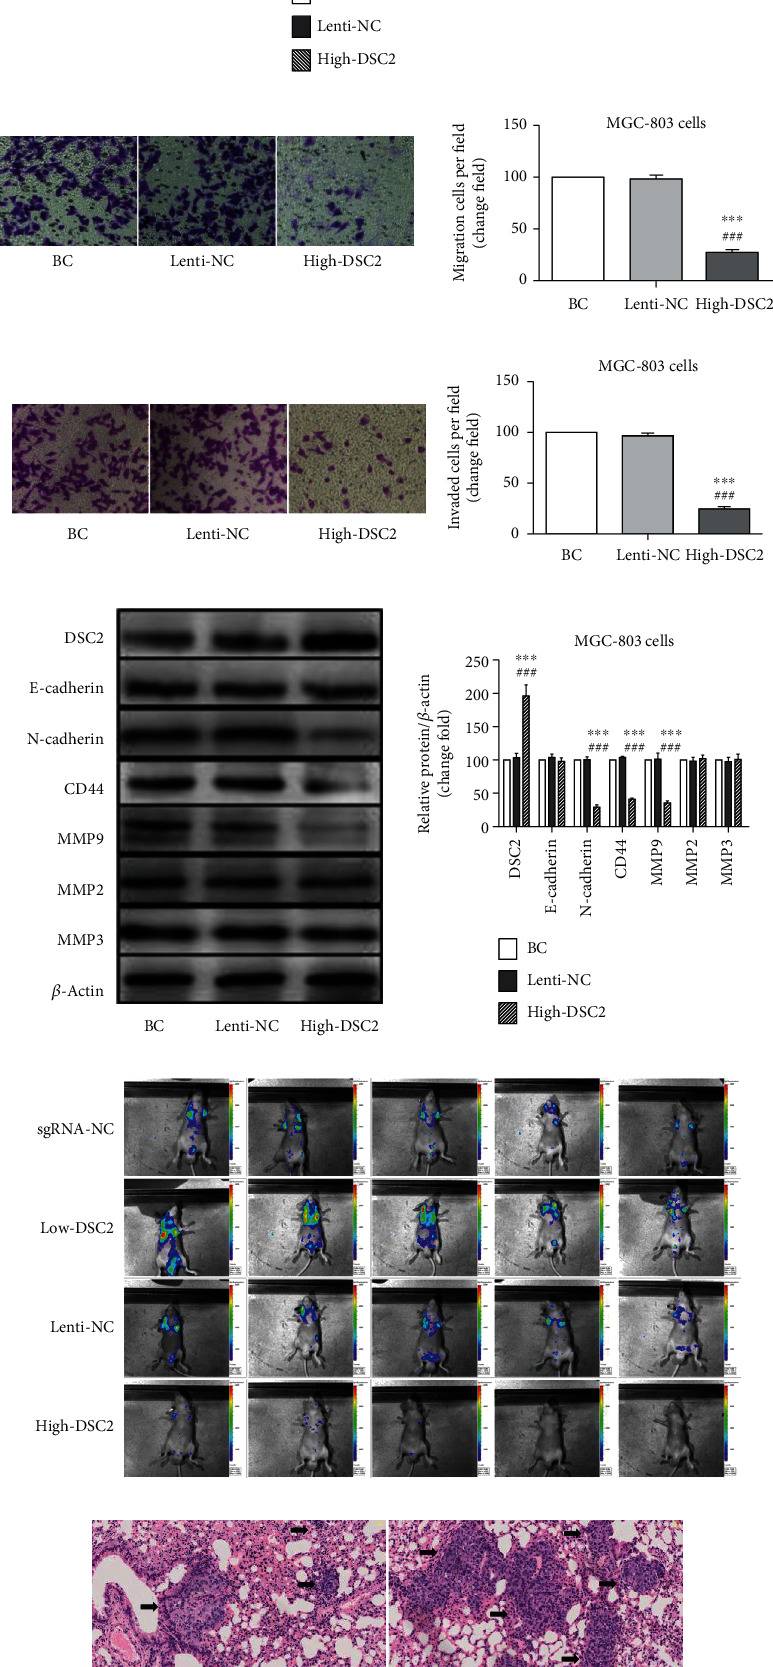 Lenti-NC
High-DSC2
BC Lenti-NC High-DSC2
MGC-803 cells
Migration cells per field
(change field)
150
100
50
0
***
###
BC Lenti-NC High-DSC2
BC Lenti-NC High-DSC2
MGC-803 cells
Invaded cells per field
(change field)
150
100
50
0
***
###
BC Lenti-NC High-DSC2
DSC2
E-cadherin
N-cadherin
CD44
MMP9
MMP2
MMP3
β-Actin
BC Lenti-NC High-DSC2
MGC-803 cells
Relative protein/β-actin
(change fold)
250
200
150
100
50
0
***
###
*** *** ***
### ### ###
DSC2 E-cadherin N-cadherin CD44 MMP9 MMP2 MMP3
BC
Lenti-NC
High-DSC2
sgRNA-NC
Low-DSC2
Lenti-NC
High-DSC2